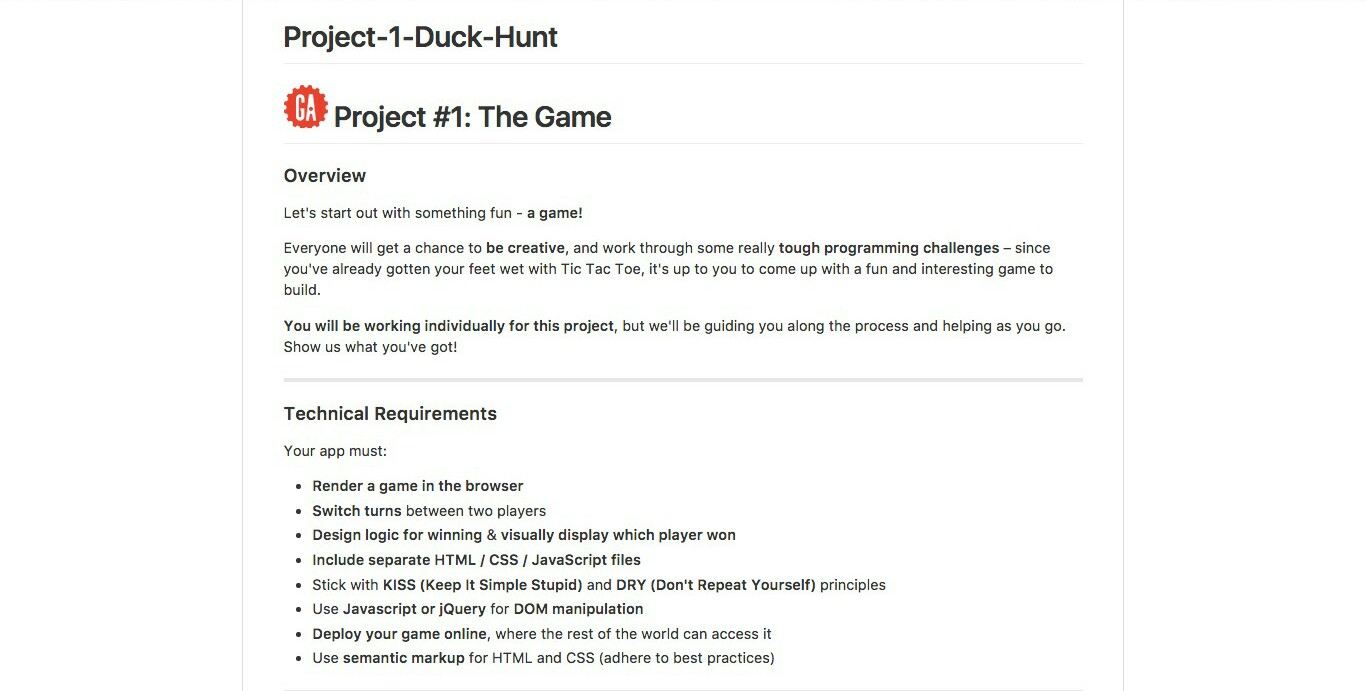 Project-1-Duck-Hunt
GA Project #1: The Game
Overview
Let's start out with something fun - a game!
Everyone will get a chance to be creative, and work through some really tough programming challenges – since
you've already gotten your feet wet with Tic Tac Toe, it's up to you to come up with a fun and interesting game to
build.
You will be working individually for this project, but we'll be guiding you along the process and helping as you go.
Show us what you've got!
Technical Requirements
Your app must:
• Render a game in the browser
• Switch turns between two players
• Design logic for winning & visually display which player won
• Include separate HTML / CSS / JavaScript files
• Stick with KISS (Keep It Simple Stupid) and DRY (Don't Repeat Yourself) principles
• Use Javascript or jQuery for DOM manipulation
• Deploy your game online, where the rest of the world can access it
• Use semantic markup for HTML and CSS (adhere to best practices)